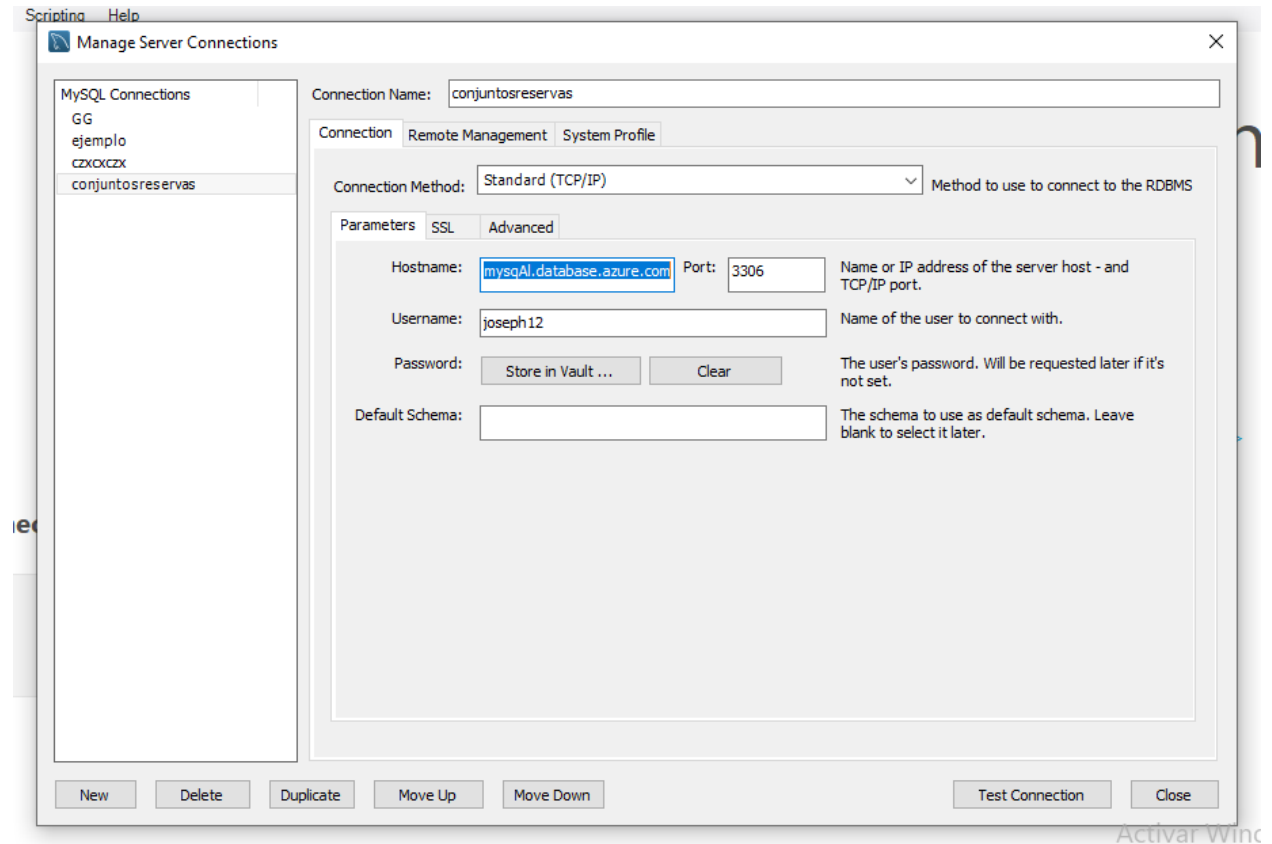 Scripting Help
Manage Server Connections
MySQL Connections
GG
ejemplo
czxcxczx
conjuntosreservas
Connection Name: conjuntosreservas
Connection Remote Management System Profile
Connection Method: Standard (TCP/IP) Method to use to connect to the RDBMS
Parameters SSL Advanced
Hostname: mysqAl.database.azure.com Port: 3306 Name or IP address of the server host - and
TCP/IP port.
Username: joseph12 Name of the user to connect with.
Password: Store in Vault ... Clear The user's password. Will be requested later if it's
not set.
Default Schema: The schema to use as default schema. Leave
blank to select it later.
New Delete Duplicate Move Up Move Down Test Connection Close
Activar Wind